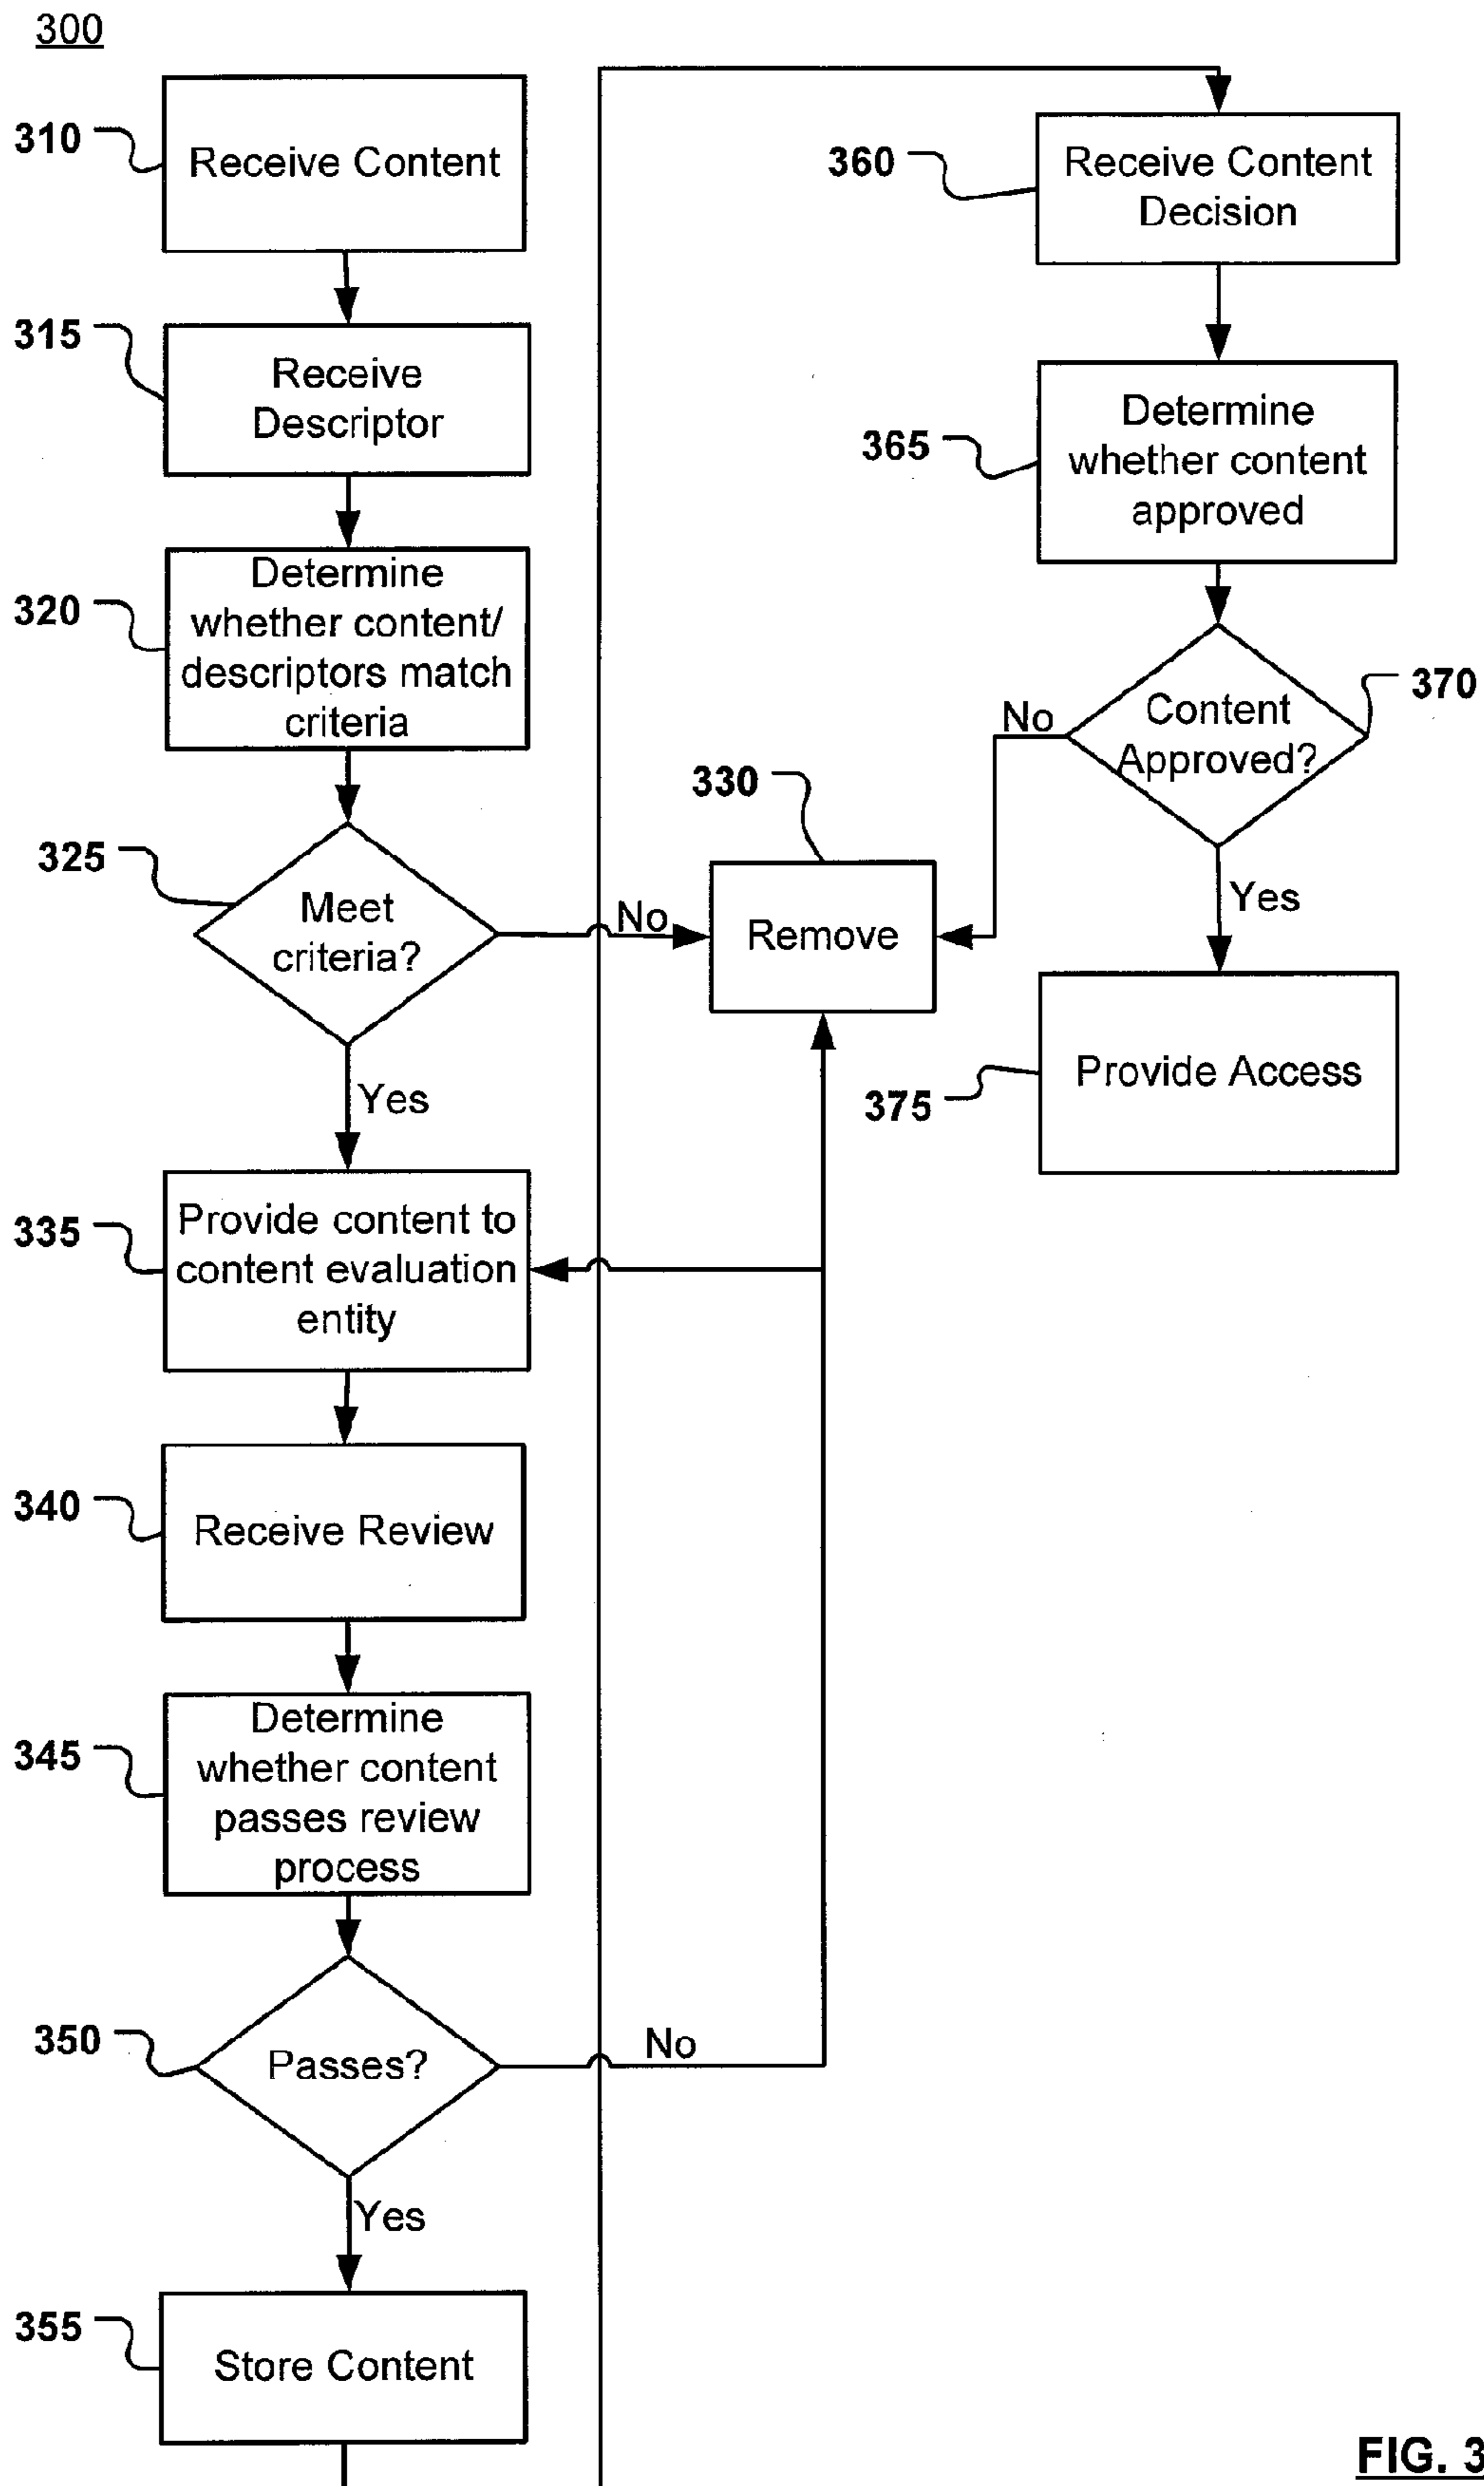 300
310
Receive Content
315
Receive
Descriptor
320
Determine
whether content/
descriptors match
criteria
325
Meet
criteria?
No
Yes
335
Provide content to
content evaluation
entity
340
Receive Review
345
Determine
whether content
passes review
process
350
Passes?
No
Yes
355
Store Content
360
Receive Content
Decision
365
Determine
whether content
approved
370
Content
Approved?
No
Yes
330
Remove
375
Provide Access
FIG. 3